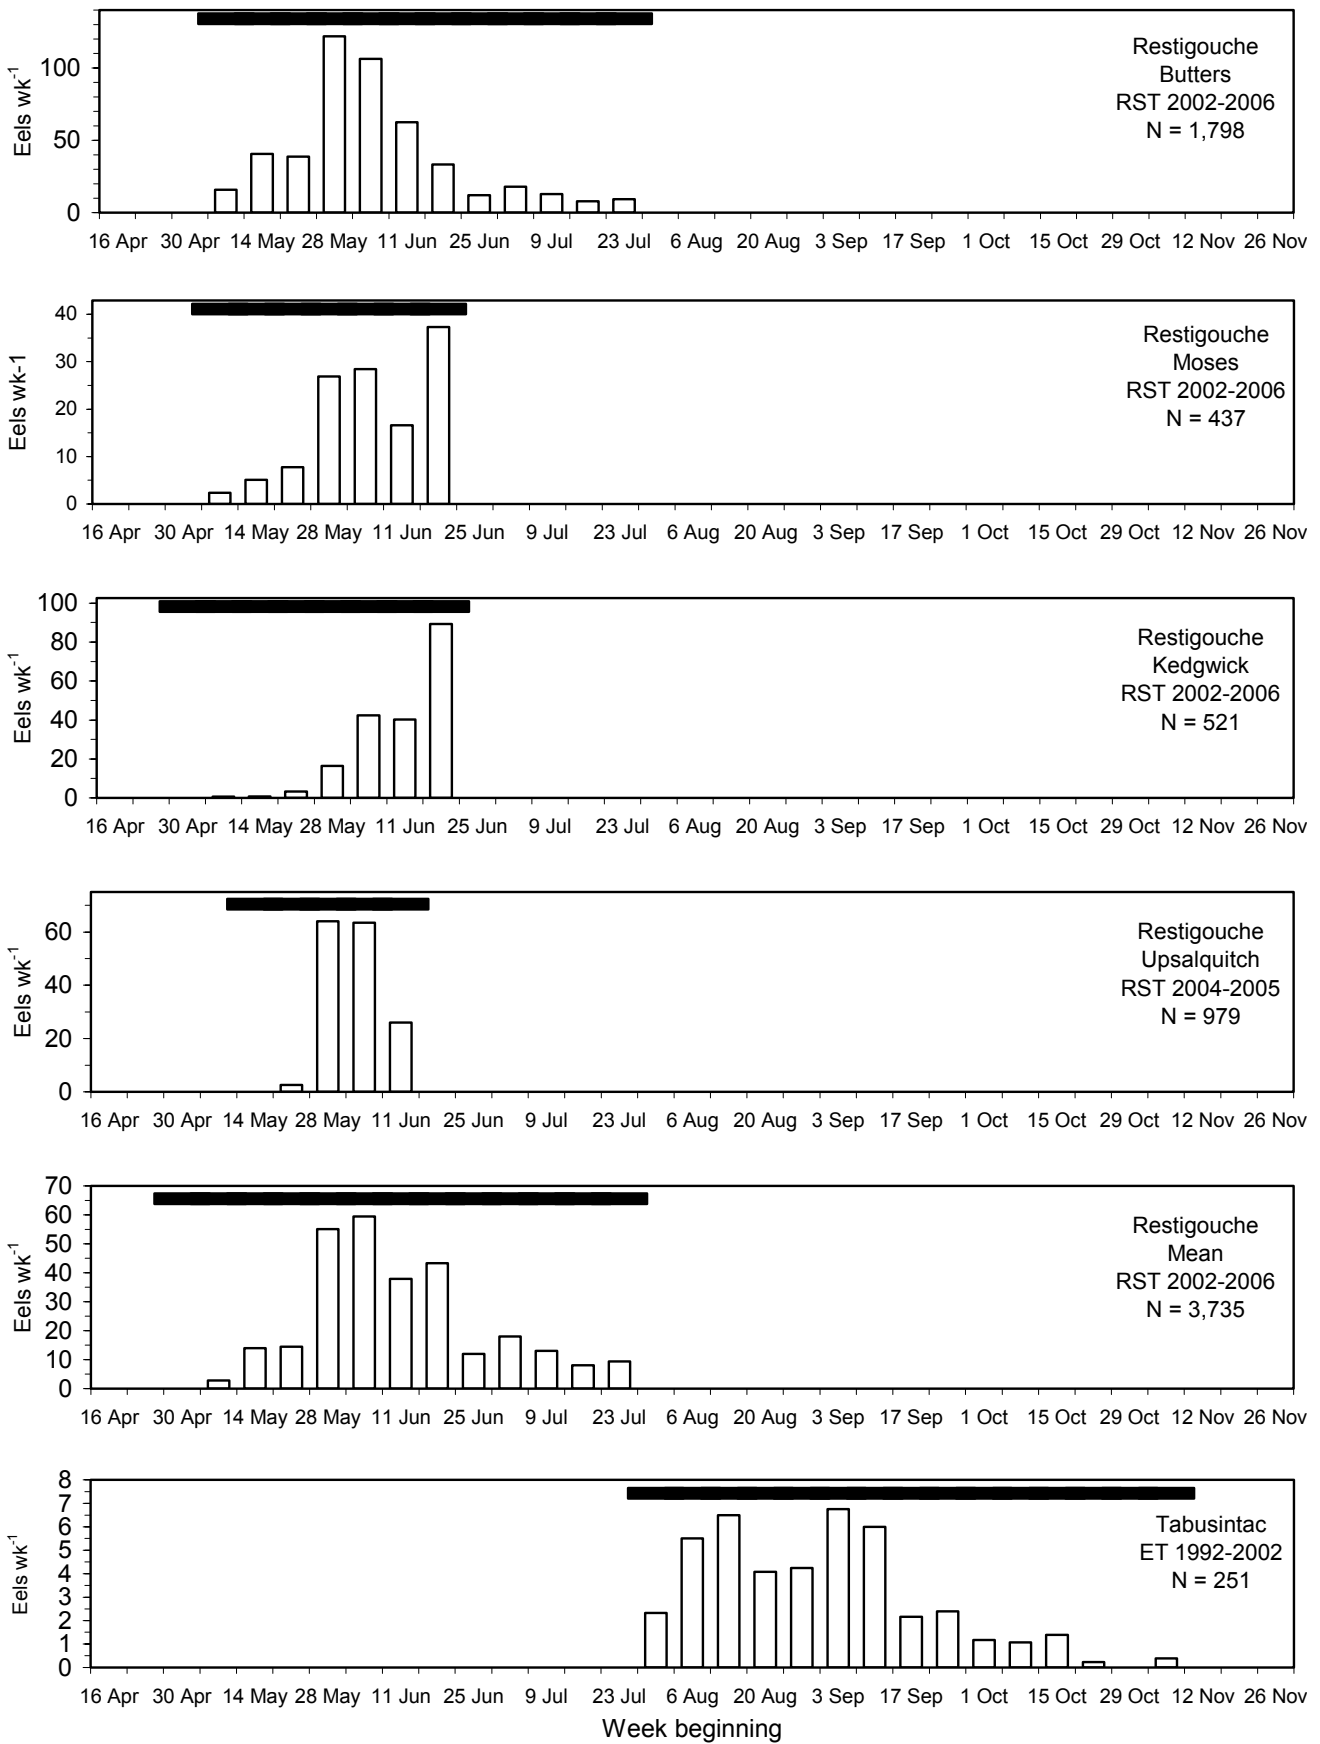 Eels wk-1
100
50
0
Restigouche
Butters
RST 2002-2006
N = 1,798
16 Apr 30 Apr 14 May 28 May 11 Jun 25 Jun 9 Jul 23 Jul 6 Aug 20 Aug 3 Sep 17 Sep 1 Oct 15 Oct 29 Oct 12 Nov 26 Nov
Eels wk-1
40
30
20
10
0
Restigouche
Moses
RST 2002-2006
N = 437
16 Apr 30 Apr 14 May 28 May 11 Jun 25 Jun 9 Jul 23 Jul 6 Aug 20 Aug 3 Sep 17 Sep 1 Oct 15 Oct 29 Oct 12 Nov 26 Nov
Eels wk-1
100
80
60
40
20
0
Restigouche
Kedgwick
RST 2002-2006
N = 521
16 Apr 30 Apr 14 May 28 May 11 Jun 25 Jun 9 Jul 23 Jul 6 Aug 20 Aug 3 Sep 17 Sep 1 Oct 15 Oct 29 Oct 12 Nov 26 Nov
Eels wk-1
60
40
20
0
Restigouche
Upsalquitch
RST 2004-2005
N = 979
16 Apr 30 Apr 14 May 28 May 11 Jun 25 Jun 9 Jul 23 Jul 6 Aug 20 Aug 3 Sep 17 Sep 1 Oct 15 Oct 29 Oct 12 Nov 26 Nov
Eels wk-1
70
60
50
40
30
20
10
0
Restigouche
Mean
RST 2002-2006
N = 3,735
16 Apr 30 Apr 14 May 28 May 11 Jun 25 Jun 9 Jul 23 Jul 6 Aug 20 Aug 3 Sep 17 Sep 1 Oct 15 Oct 29 Oct 12 Nov 26 Nov
Eels wk-1
8
7
6
5
4
3
2
1
0
Tabusintac
ET 1992-2002
N = 251
16 Apr 30 Apr 14 May 28 May 11 Jun 25 Jun 9 Jul 23 Jul 6 Aug 20 Aug 3 Sep 17 Sep 1 Oct 15 Oct 29 Oct 12 Nov 26 Nov
Week beginning